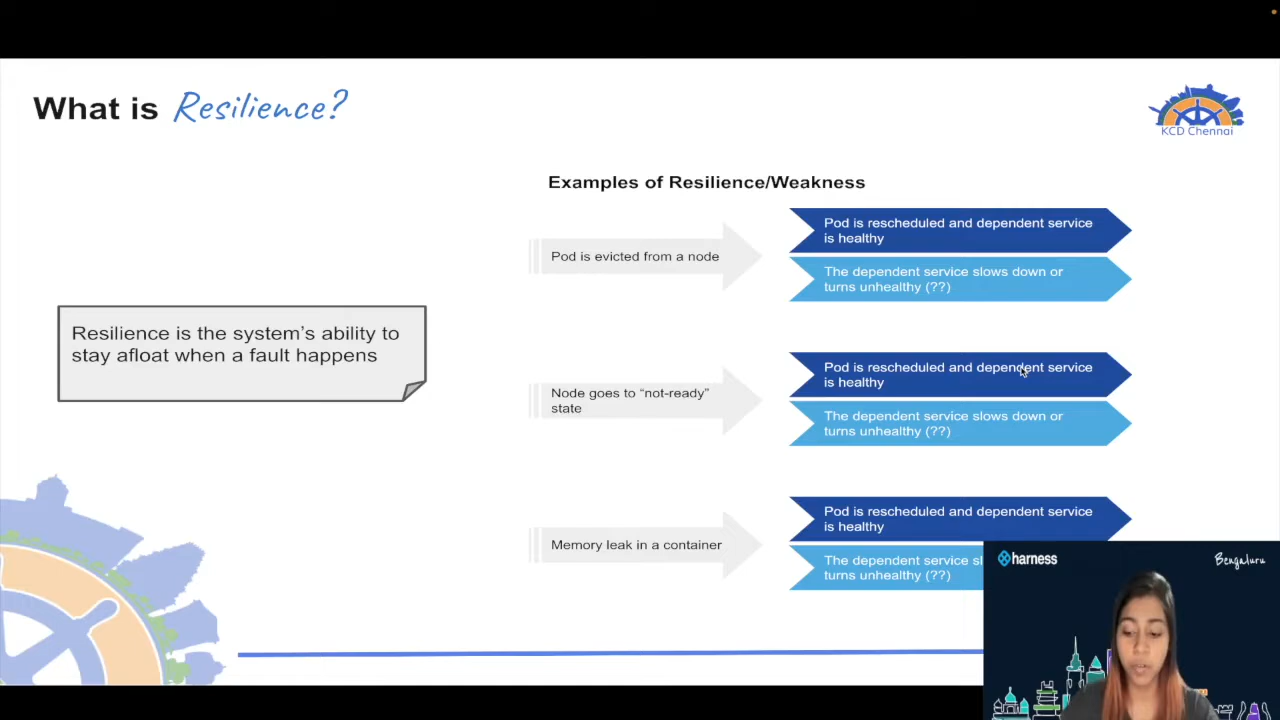 What is Resilience?
KCD Chennai
Examples of Resilience/Weakness
Resilience is the system's ability to
stay afloat when a fault happens
Pod is evicted from a node
Pod is rescheduled and dependent service
is healthy
The dependent service slows down or
turns unhealthy (??)
Node goes to “not-ready”
state
Pod is rescheduled and dependent service
is healthy
The dependent service slows down or
turns unhealthy (??)
Memory leak in a container
Pod is rescheduled and dependent service
is healthy
The dependent service sl
turns unhealthy (??)
harness
Bengaluru